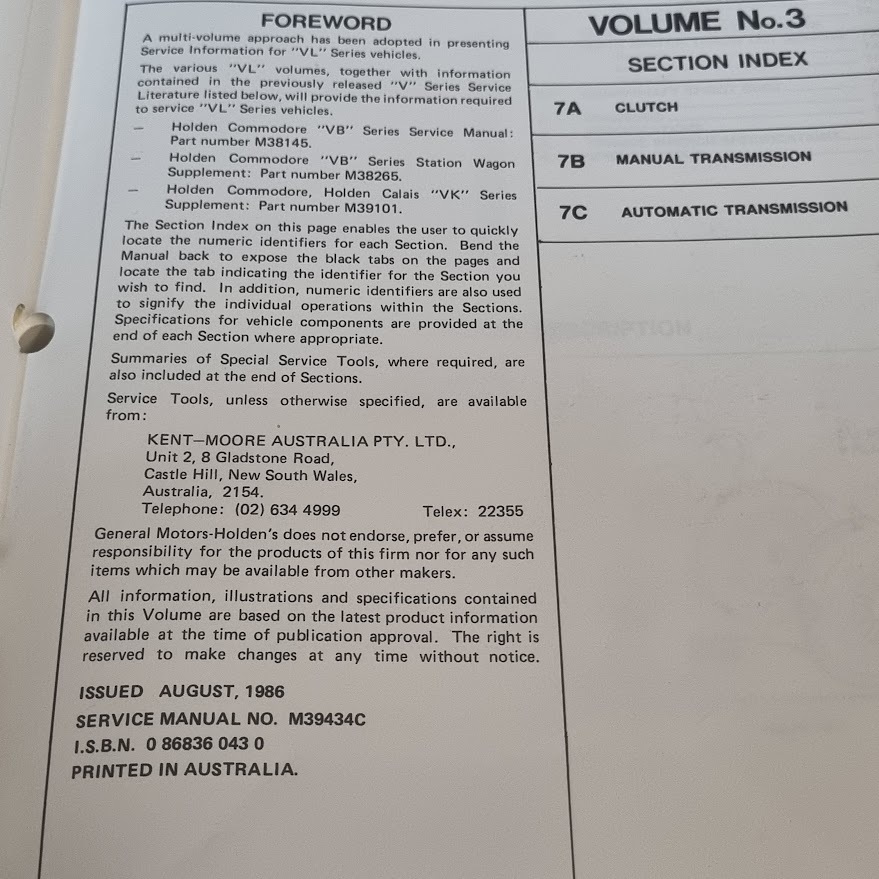 FOREWORD
A multi-volume approach has been adopted in presenting
Service Information for "VL" Series vehicles.
The various "VL" volumes, together with information
contained in the previously released "V" Series Service
Literature listed below, will provide the information required
to service "VL" Series vehicles.
— Holden Commodore "VB" Series Service Manual:
Part number M38145.
— Holden Commodore "VB" Series Station Wagon
Supplement: Part number M38265.
— Holden Commodore, Holden Calais "VK" Series
Supplement: Part number M39101.
The Section Index on this page enables the user to quickly
locate the numeric identifiers for each Section. Bend the
Manual back to expose the black tabs on the pages and
locate the tab indicating the identifier for the Section you
wish to find. In addition, numeric identifiers are also used
to signify the individual operations within the Sections.
Specifications for vehicle components are provided at the
end of each Section where appropriate.
Summaries of Special Service Tools, where required, are
also included at the end of Sections.
Service Tools, unless otherwise specified, are available
from:
KENT—MOORE AUSTRALIA PTY. LTD.,
Unit 2, 8 Gladstone Road,
Castle Hill, New South Wales,
Australia, 2154.
Telephone: (02) 634 4999 Telex: 22355
General Motors-Holden's does not endorse, prefer, or assume
responsibility for the products of this firm nor for any such
items which may be available from other makers.
All information, illustrations and specifications contained
in this Volume are based on the latest product information
available at the time of publication approval. The right is
reserved to make changes at any time without notice.
ISSUED AUGUST, 1986
SERVICE MANUAL NO. M39434C
I.S.B.N. 0 86836 043 0
PRINTED IN AUSTRALIA.
VOLUME No.3
SECTION INDEX
7A CLUTCH
7B MANUAL TRANSMISSION
7C AUTOMATIC TRANSMISSION